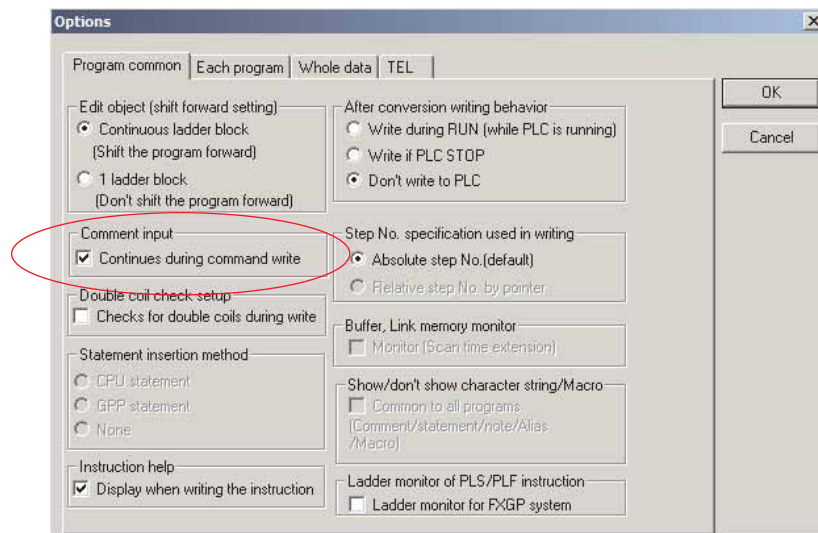 Options
Program common
Each program
Whole data
TEL
Edit object (shift forward setting)
Continuous ladder block
(Shift the program forward)
1 ladder block
(Don't shift the program forward)
Comment input
Continues during command write
Double coil check setup
Checks for double coils during write
Statement insertion method
CPU statement
GPP statement
None
Instruction help
Display when writing the instruction
After conversion writing behavior
Write during RUN (while PLC is running)
Write if PLC STOP
Don't write to PLC
Step No. specification used in writing
Absolute step No.(default)
Relative step No. by pointer
Buffer, Link memory monitor
Monitor (Scan time extension)
Show/don't show character string/Macro
Common to all programs
(Comment/statement/note/Alias
/Macro)
Ladder monitor of PLS/PLF instruction
Ladder monitor for FXGP system
OK
Cancel